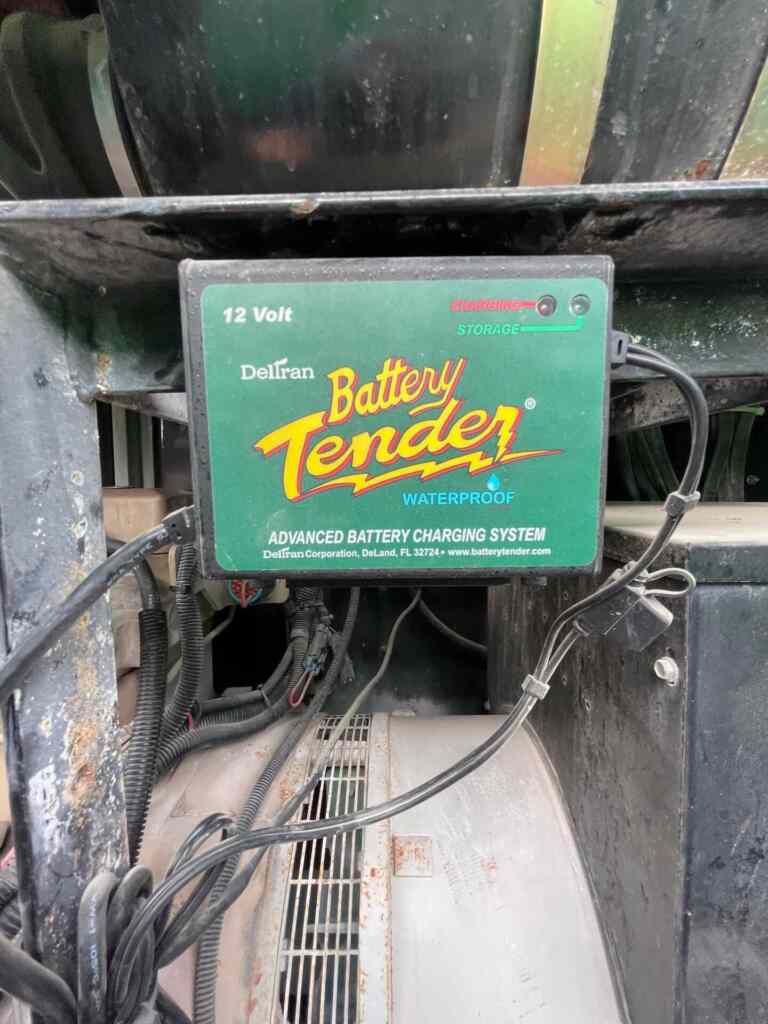 12 Volt
CHARGING
STORAGE
Deltran
Battery
Tender®
WATERPROOF
ADVANCED BATTERY CHARGING SYSTEM
Deltran Corporation, DeLand, FL 32724 • www.batterytender.com